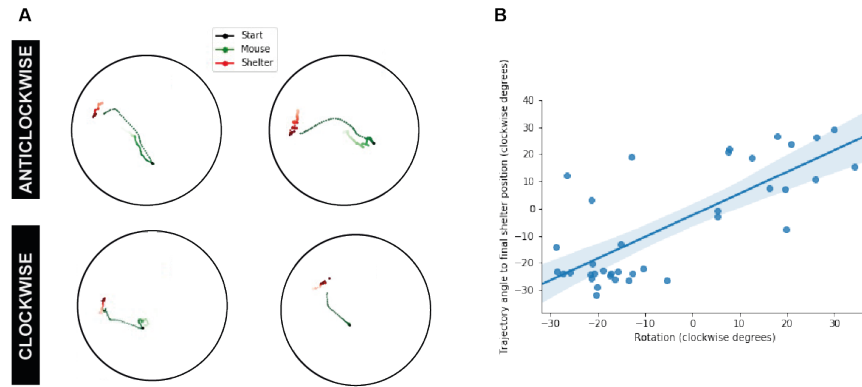 A
Start
Mouse
Shelter
ANTICLOCKWISE
CLOCKWISE
B
Trajectory angle to final shelter position (clockwise degrees)
40
30
20
10
0
−10
−20
−30
−30
−20
−10
0
10
20
30
Rotation (clockwise degrees)